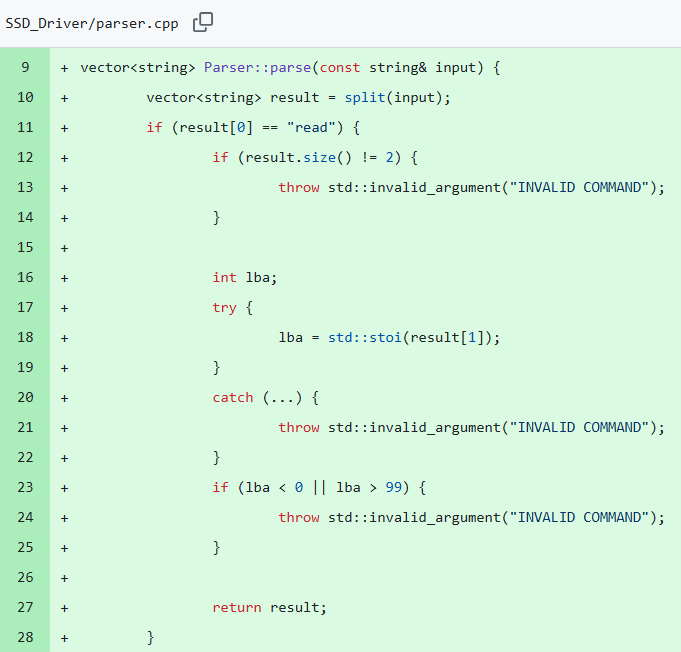 SSD_Driver/parser.cpp
9 + vector<string> Parser::parse(const string& input) {
10 + vector<string> result = split(input);
11 + if (result[0] == "read") {
12 + if (result.size() != 2) {
13 + throw std::invalid_argument("INVALID COMMAND");
14 + }
15 +
16 + int lba;
17 + try {
18 + lba = std::stoi(result[1]);
19 + }
20 + catch (...) {
21 + throw std::invalid_argument("INVALID COMMAND");
22 + }
23 + if (lba < 0 || lba > 99) {
24 + throw std::invalid_argument("INVALID COMMAND");
25 + }
26 +
27 + return result;
28 + }